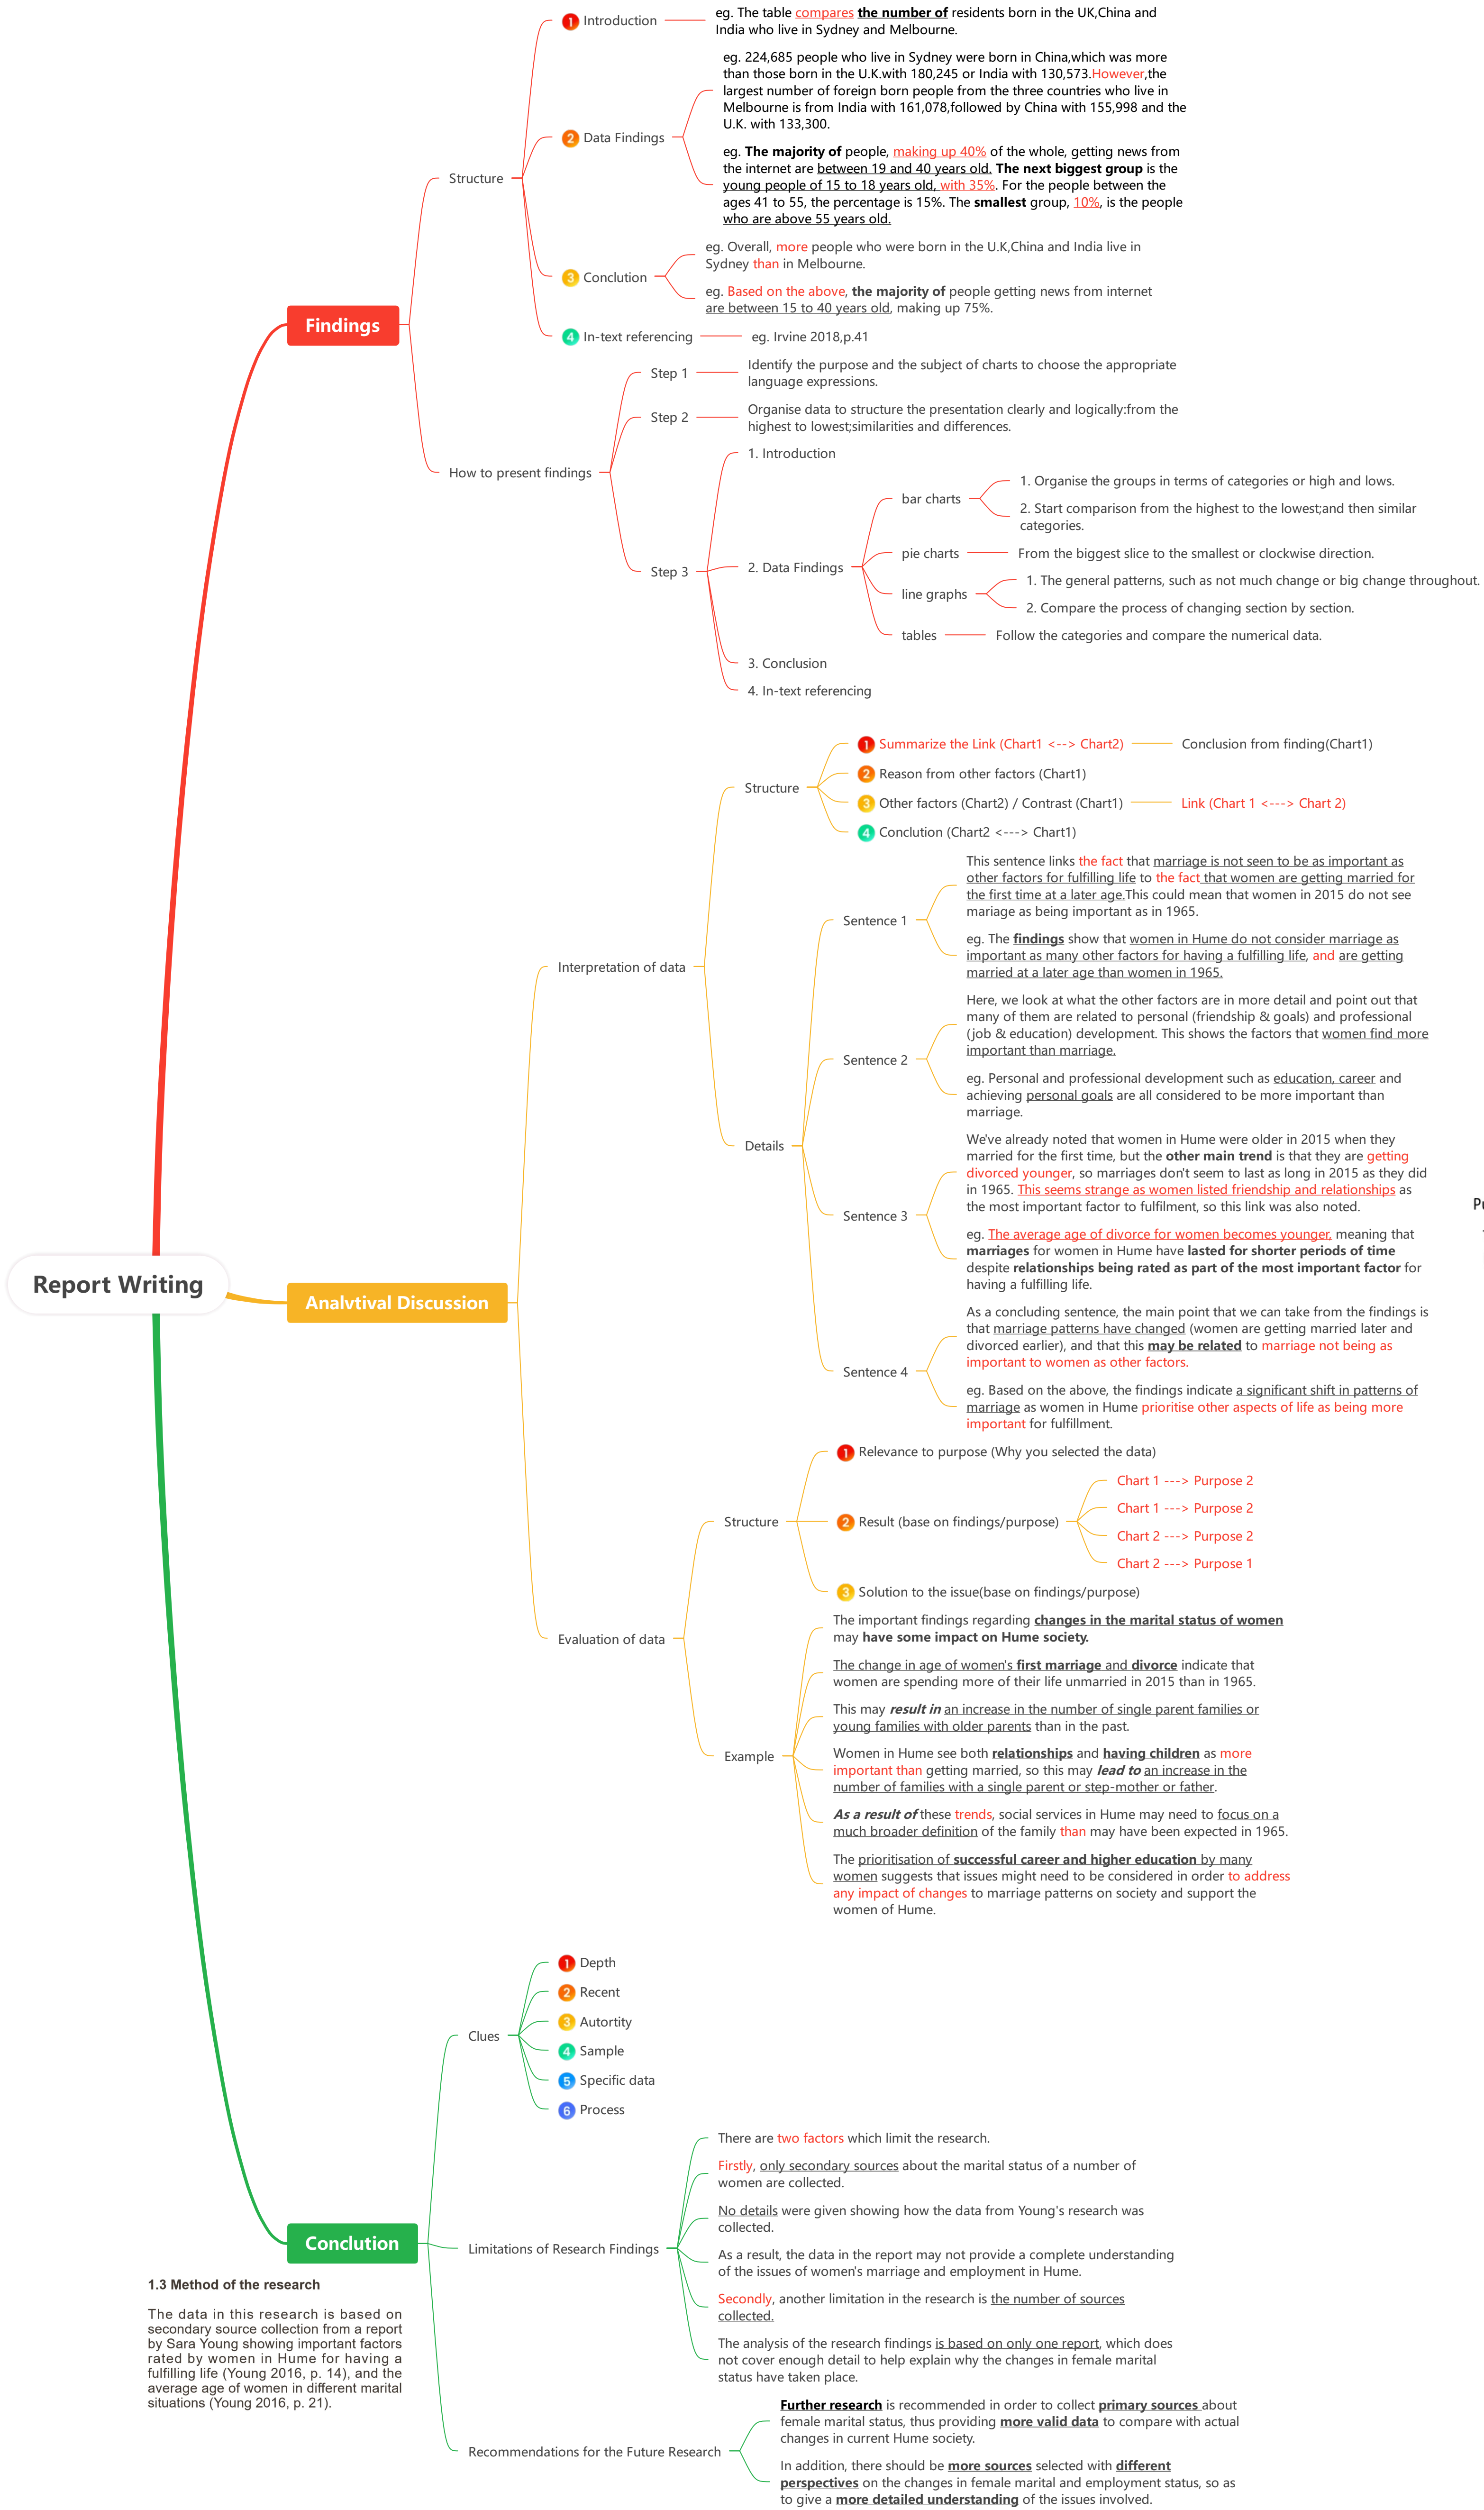 Report Writing
Findings
Structure
1 Introduction
eg. The table compares the number of residents born in the UK,China and
India who live in Sydney and Melbourne.
2 Data Findings
eg. 224,685 people who live in Sydney were born in China,which was more
than those born in the U.K.with 180,245 or India with 130,573.However,the
largest number of foreign born people from the three countries who live in
Melbourne is from India with 161,078,followed by China with 155,998 and the
U.K. with 133,300.
eg. The majority of people, making up 40% of the whole, getting news from
the internet are between 19 and 40 years old. The next biggest group is the
young people of 15 to 18 years old, with 35%. For the people between the
ages 41 to 55, the percentage is 15%. The smallest group, 10%, is the people
who are above 55 years old.
3 Conclution
eg. Overall, more people who were born in the U.K,China and India live in
Sydney than in Melbourne.
eg. Based on the above, the majority of people getting news from internet
are between 15 to 40 years old, making up 75%.
4 In-text referencing
eg. Irvine 2018,p.41
How to present findings
Step 1
Identify the purpose and the subject of charts to choose the appropriate
language expressions.
Step 2
Organise data to structure the presentation clearly and logically:from the
highest to lowest;similarities and differences.
Step 3
1. Introduction
2. Data Findings
bar charts
1. Organise the groups in terms of categories or high and lows.
2. Start comparison from the highest to the lowest;and then similar
categories.
pie charts
From the biggest slice to the smallest or clockwise direction.
line graphs
1. The general patterns, such as not much change or big change throughout.
2. Compare the process of changing section by section.
tables
Follow the categories and compare the numerical data.
3. Conclusion
4. In-text referencing
Analvtival Discussion
Interpretation of data
Structure
1 Summarize the Link (Chart1 <--> Chart2)
Conclusion from finding(Chart1)
2 Reason from other factors (Chart1)
3 Other factors (Chart2) / Contrast (Chart1)
Link (Chart 1 <---> Chart 2)
4 Conclution (Chart2 <---> Chart1)
Details
Sentence 1
This sentence links the fact that marriage is not seen to be as important as
other factors for fulfilling life to the fact that women are getting married for
the first time at a later age.This could mean that women in 2015 do not see
mariage as being important as in 1965.
eg. The findings show that women in Hume do not consider marriage as
important as many other factors for having a fulfilling life, and are getting
married at a later age than women in 1965.
Sentence 2
Here, we look at what the other factors are in more detail and point out that
many of them are related to personal (friendship & goals) and professional
(job & education) development. This shows the factors that women find more
important than marriage.
eg. Personal and professional development such as education, career and
achieving personal goals are all considered to be more important than
marriage.
Sentence 3
We've already noted that women in Hume were older in 2015 when they
married for the first time, but the other main trend is that they are getting
divorced younger, so marriages don't seem to last as long in 2015 as they did
in 1965. This seems strange as women listed friendship and relationships as
the most important factor to fulfilment, so this link was also noted.
eg. The average age of divorce for women becomes younger, meaning that
marriages for women in Hume have lasted for shorter periods of time
despite relationships being rated as part of the most important factor for
having a fulfilling life.
Sentence 4
As a concluding sentence, the main point that we can take from the findings is
that marriage patterns have changed (women are getting married later and
divorced earlier), and that this may be related to marriage not being as
important to women as other factors.
eg. Based on the above, the findings indicate a significant shift in patterns of
marriage as women in Hume prioritise other aspects of life as being more
important for fulfillment.
Evaluation of data
Structure
1 Relevance to purpose (Why you selected the data)
2 Result (base on findings/purpose)
Chart 1 ---> Purpose 2
Chart 1 ---> Purpose 2
Chart 2 ---> Purpose 2
Chart 2 ---> Purpose 1
3 Solution to the issue(base on findings/purpose)
Example
The important findings regarding changes in the marital status of women
may have some impact on Hume society.
The change in age of women's first marriage and divorce indicate that
women are spending more of their life unmarried in 2015 than in 1965.
This may result in an increase in the number of single parent families or
young families with older parents than in the past.
Women in Hume see both relationships and having children as more
important than getting married, so this may lead to an increase in the
number of families with a single parent or step-mother or father.
As a result of these trends, social services in Hume may need to focus on a
much broader definition of the family than may have been expected in 1965.
The prioritisation of successful career and higher education by many
women suggests that issues might need to be considered in order to address
any impact of changes to marriage patterns on society and support the
women of Hume.
Conclution
Clues
1 Depth
2 Recent
3 Autortity
4 Sample
5 Specific data
6 Process
Limitations of Research Findings
There are two factors which limit the research.
Firstly, only secondary sources about the marital status of a number of
women are collected.
No details were given showing how the data from Young's research was
collected.
As a result, the data in the report may not provide a complete understanding
of the issues of women's marriage and employment in Hume.
Secondly, another limitation in the research is the number of sources
collected.
The analysis of the research findings is based on only one report, which does
not cover enough detail to help explain why the changes in female marital
status have taken place.
Recommendations for the Future Research
Further research is recommended in order to collect primary sources about
female marital status, thus providing more valid data to compare with actual
changes in current Hume society.
In addition, there should be more sources selected with different
perspectives on the changes in female marital and employment status, so as
to give a more detailed understanding of the issues involved.
1.3 Method of the research
The data in this research is based on
secondary source collection from a report
by Sara Young showing important factors
rated by women in Hume for having a
fulfilling life (Young 2016, p. 14), and the
average age of women in different marital
situations (Young 2016, p. 21).